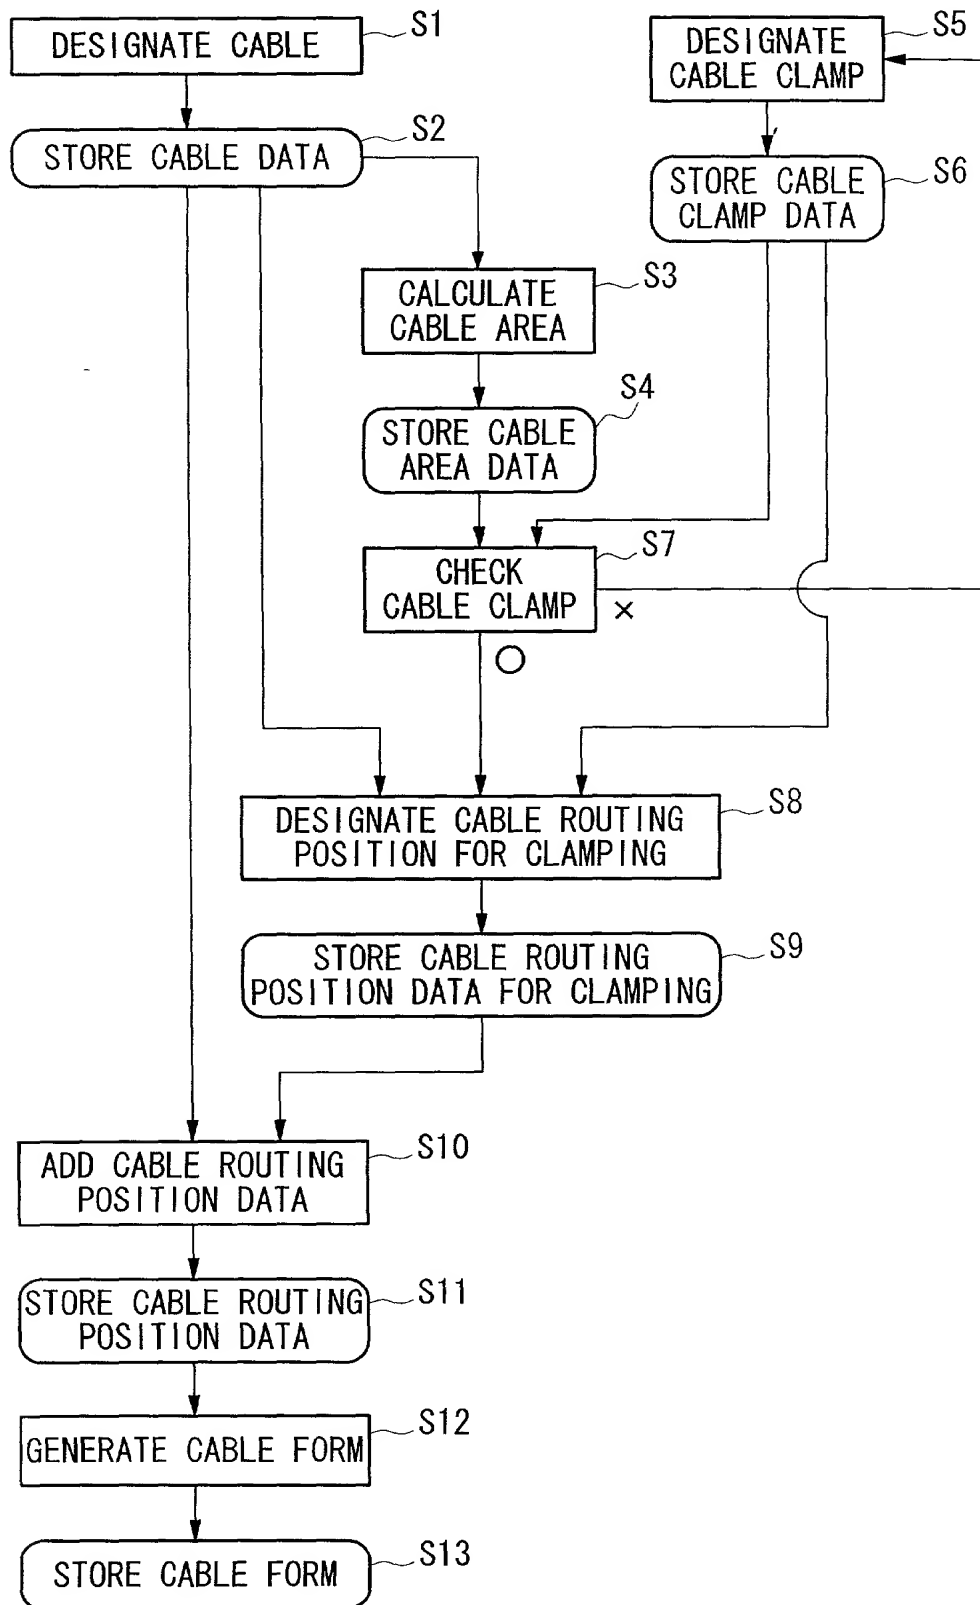 DESIGNATE CABLE
S1
DESIGNATE
CABLE CLAMP
S5
STORE CABLE DATA
S2
STORE CABLE
CLAMP DATA
S6
CALCULATE
CABLE AREA
S3
STORE CABLE
AREA DATA
S4
CHECK
CABLE CLAMP
S7
×
○
DESIGNATE CABLE ROUTING
POSITION FOR CLAMPING
S8
STORE CABLE ROUTING
POSITION DATA FOR CLAMPING
S9
ADD CABLE ROUTING
POSITION DATA
S10
STORE CABLE ROUTING
POSITION DATA
S11
GENERATE CABLE FORM
S12
STORE CABLE FORM
S13